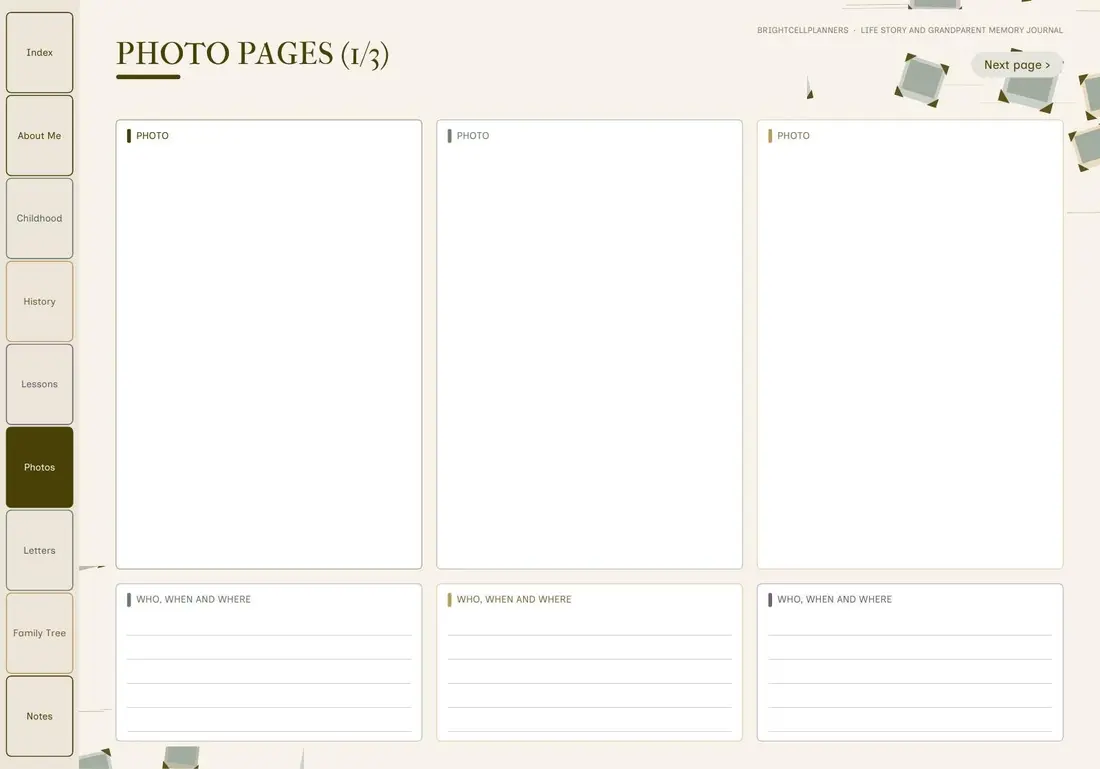 Index
About Me
Childhood
History
Lessons
Photos
Letters
Family Tree
Notes
PHOTO PAGES (1/3)
BRIGHTCELLPLANNERS · LIFE STORY AND GRANDPARENT MEMORY JOURNAL
Next page ›
PHOTO
PHOTO
PHOTO
WHO, WHEN AND WHERE
WHO, WHEN AND WHERE
WHO, WHEN AND WHERE